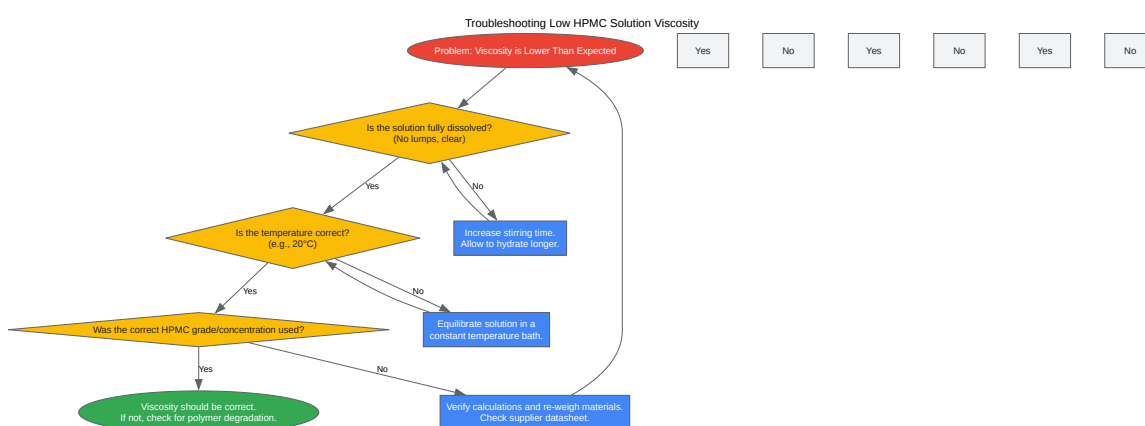 Troubleshooting Low HPMC Solution Viscosity
Problem: Viscosity is Lower Than Expected
Yes
No
Yes
No
Yes
No
Is the solution fully dissolved?
(No lumps, clear)
Yes
No
Is the temperature correct?
(e.g., 20°C)
Increase stirring time.
Allow to hydrate longer.
Yes
No
Was the correct HPMC grade/concentration used?
Equilibrate solution in a
constant temperature bath.
Yes
No
Viscosity should be correct.
If not, check for polymer degradation.
Verify calculations and re-weigh materials.
Check supplier datasheet.